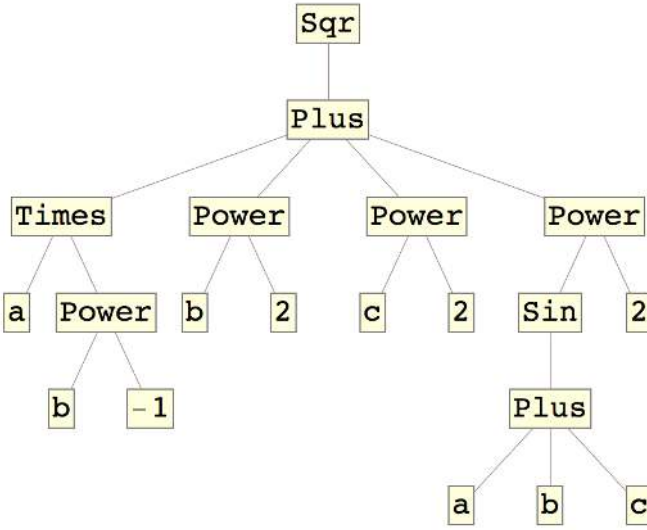 Sqr
Plus
Times Power Power Power
a Power b 2 c 2 Sin 2
b -1 Plus
a b c